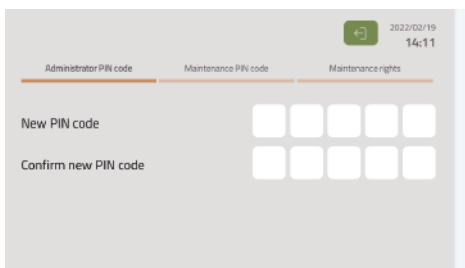 2022/02/19
14:11
Administrator PIN code Maintenance PIN code Maintenance rights
New PIN code
Confirm new PIN code